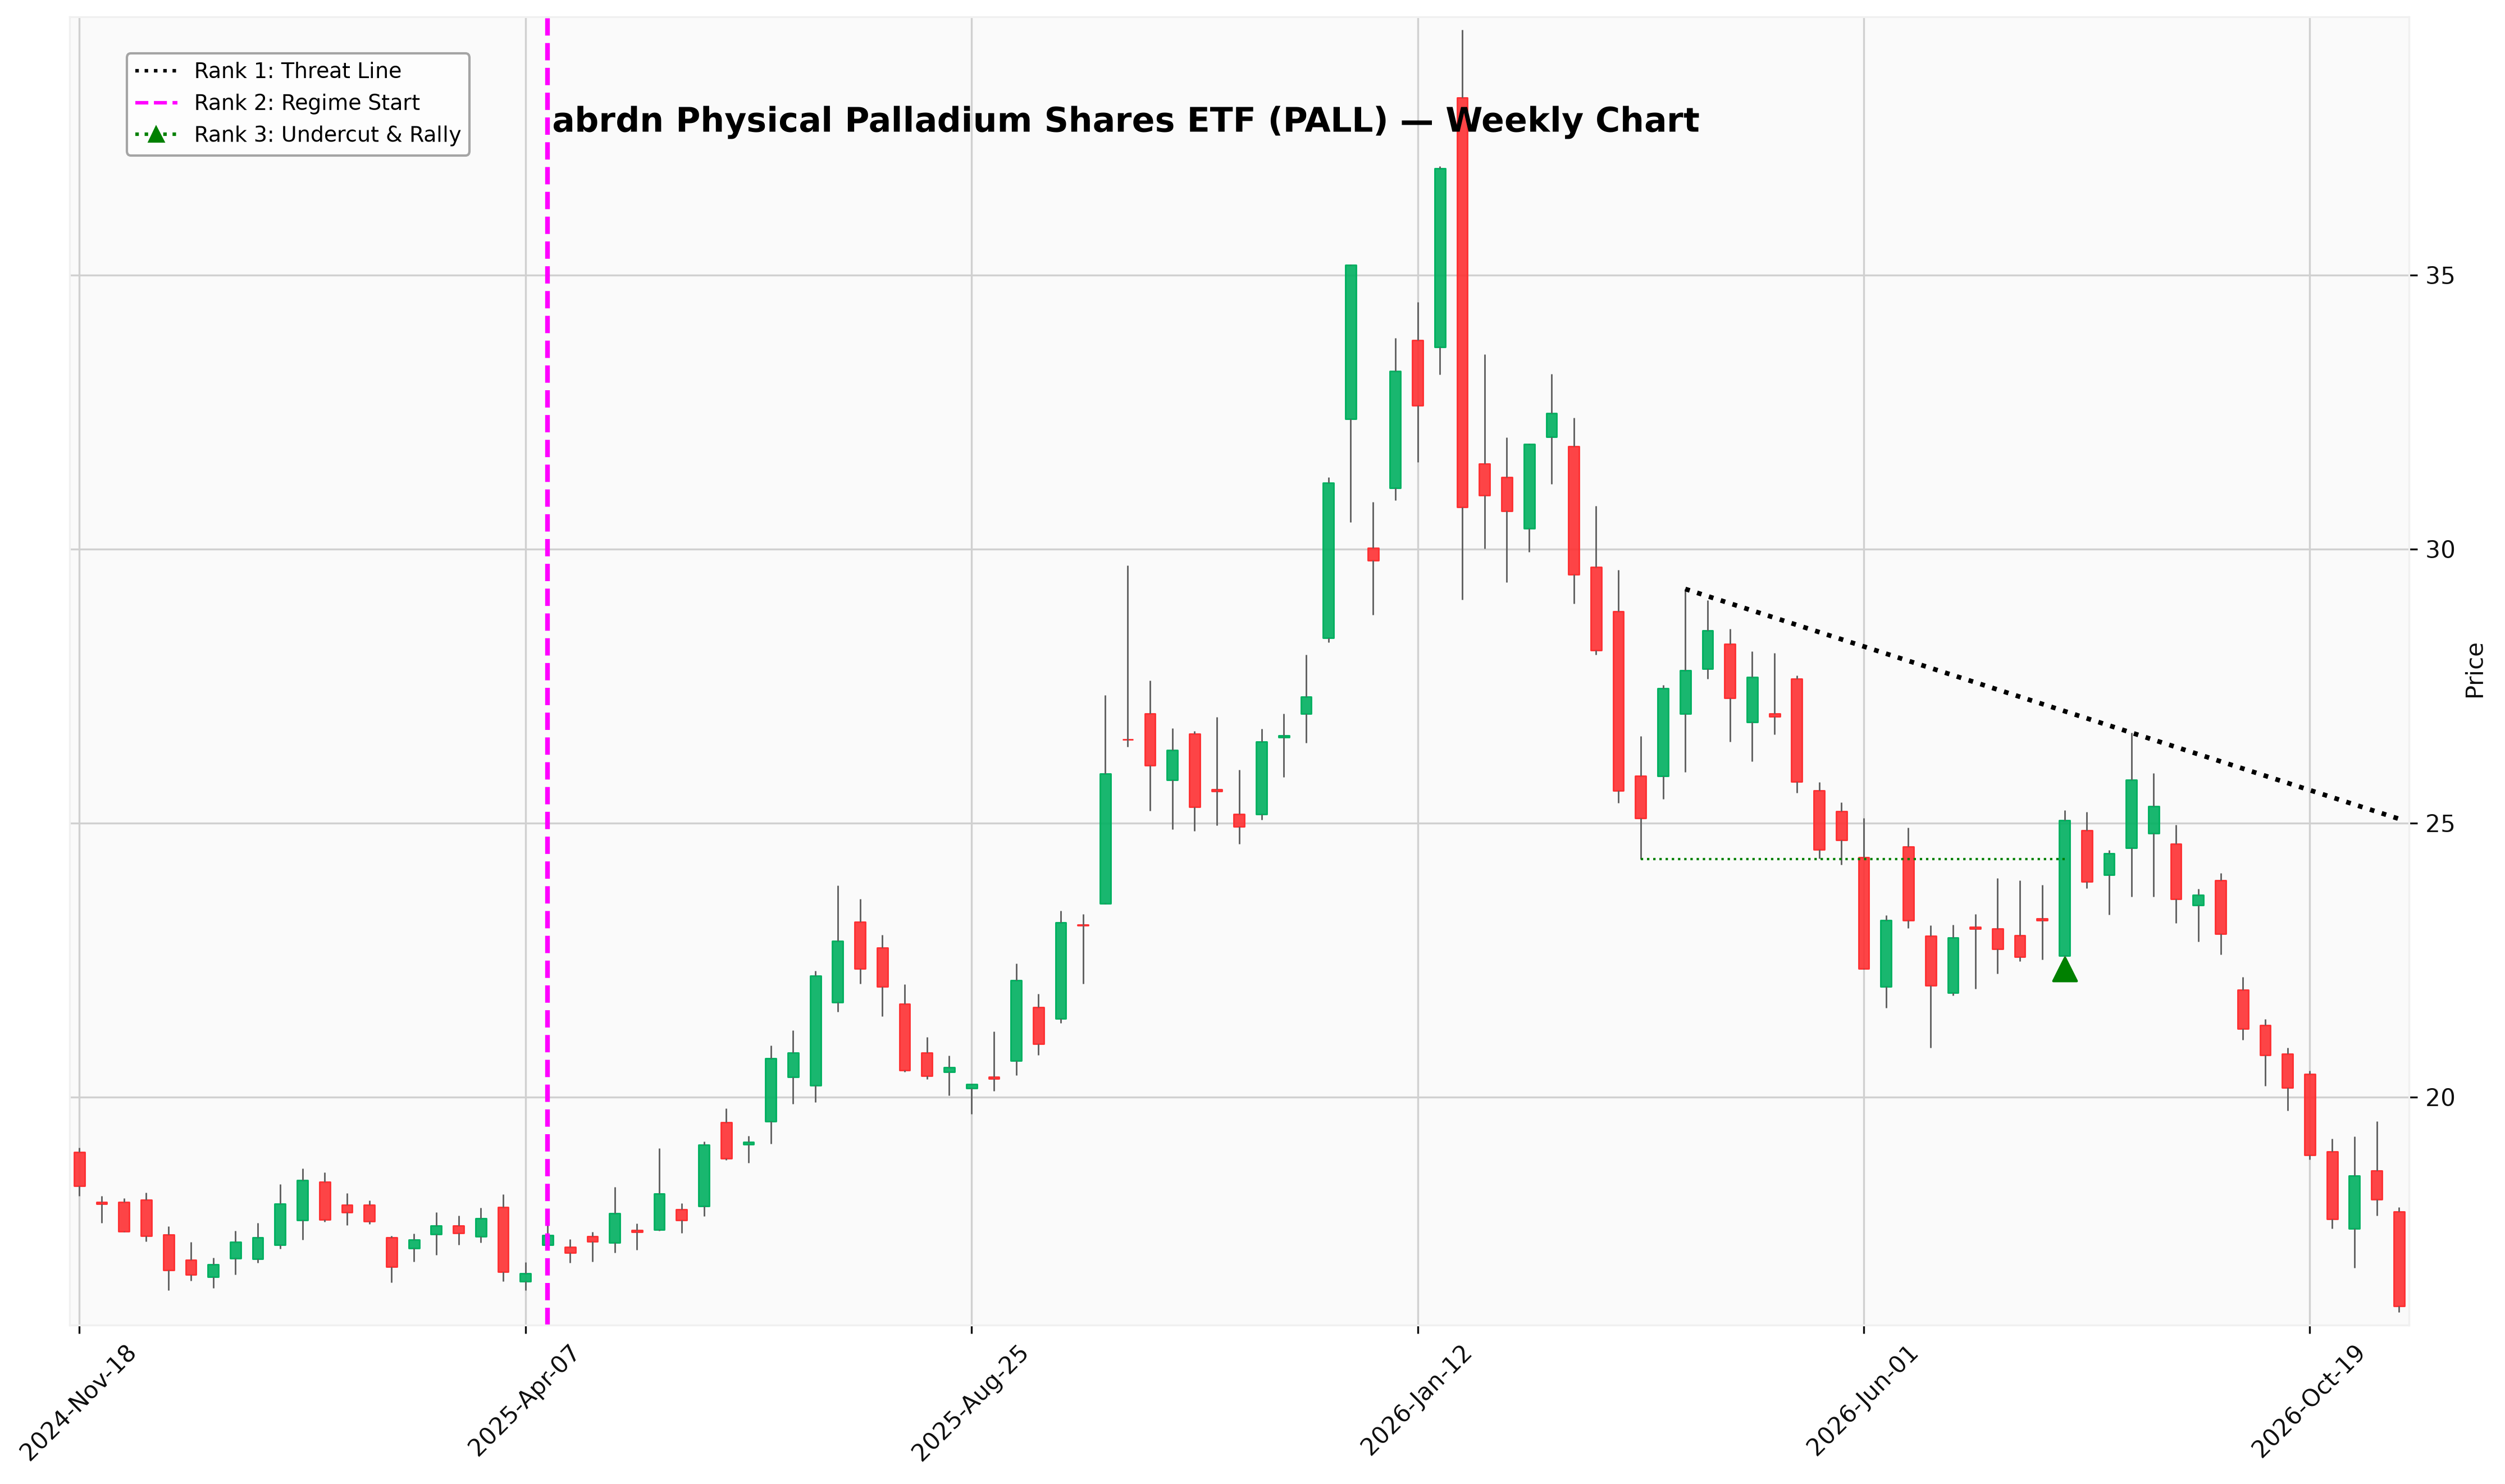 Rank 1: Threat Line
Rank 2: Regime Start
Rank 3: Undercut & Rally
abrdn Physical Palladium Shares ETF (PALL) — Weekly Chart
35
30
25
20
Price
2024-Nov-18
2025-Apr-07
2025-Aug-25
2026-Jan-12
2026-Jun-01
2026-Oct-19